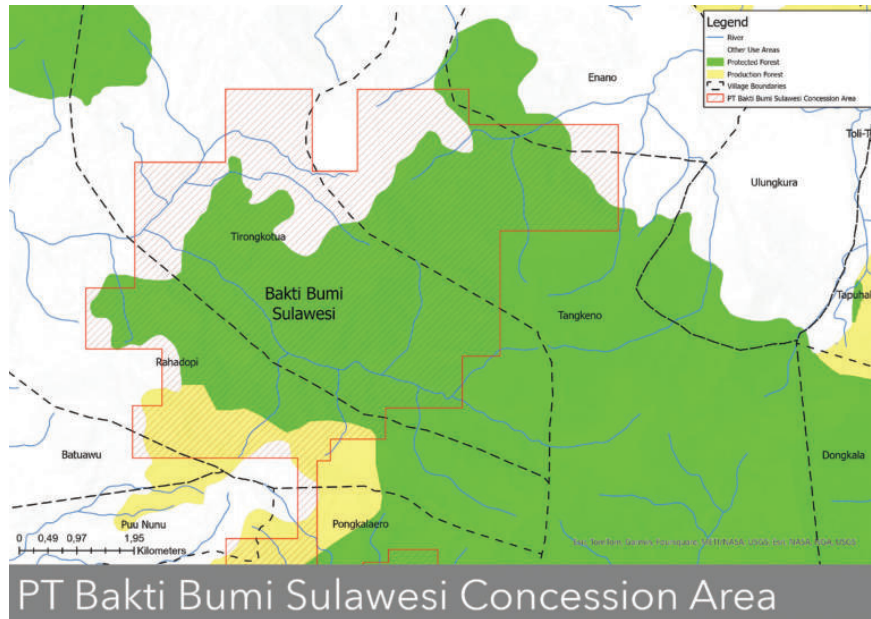 Legend
River
Other Use Areas
Protected Forest
Production Forest
Village Boundaries
PT Bakti Bumi Sulawesi Concession Area
Enano
Toli-T
Ulungkura
Tirongkotua
Bakti Bumi
Sulawesi
Tangkeno
Tapuhal
Rahadopi
Batuawu
Dongkala
Puu Nunu
Pongkalaero
0 0,49 0,97 1,95
Kilometers
PT Bakti Bumi Sulawesi Concession Area